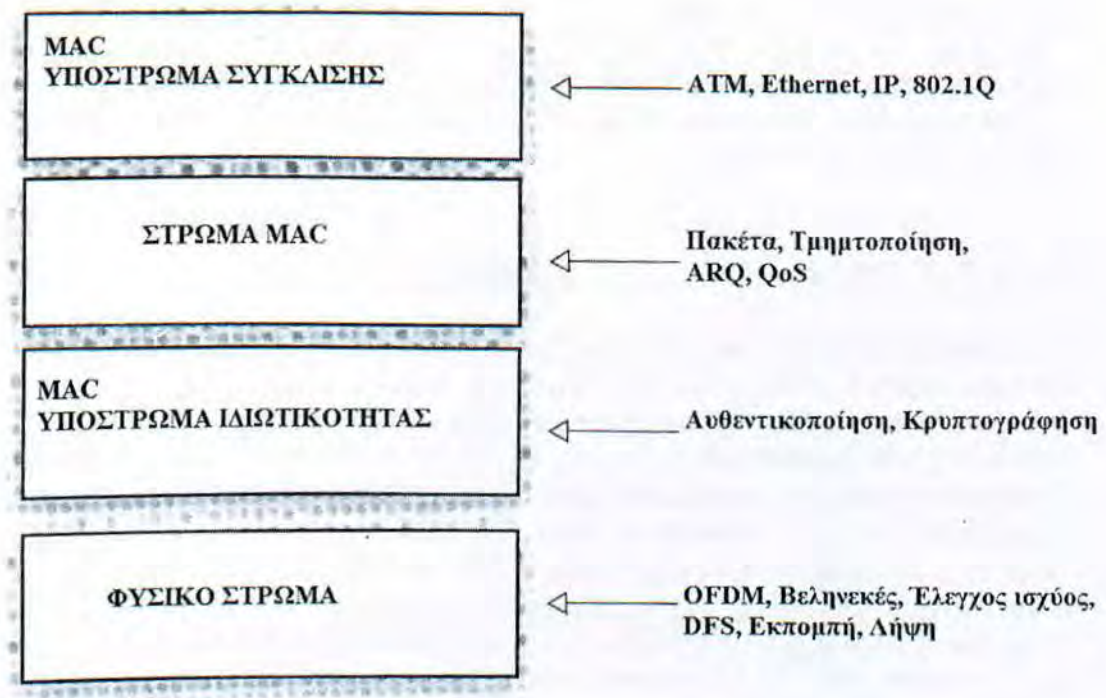 MAC
ΥΠΟΣΤΡΩΜΑ ΣΥΓΚΛΙΣΗΣ
ATM, Ethernet, IP, 802.1Q
ΣΤΡΩΜΑ MAC
Πακέτα, Τμημτοποίηση,
ARQ, QoS
MAC
ΥΠΟΣΤΡΩΜΑ ΙΔΙΩΤΙΚΟΤΗΤΑΣ
Αυθεντικοποίηση, Κρυπτογράφηση
ΦΥΣΙΚΟ ΣΤΡΩΜΑ
OFDM, Βεληνεκές, Έλεγχος ισχύος,
DFS, Εκπομπή, Λήψη